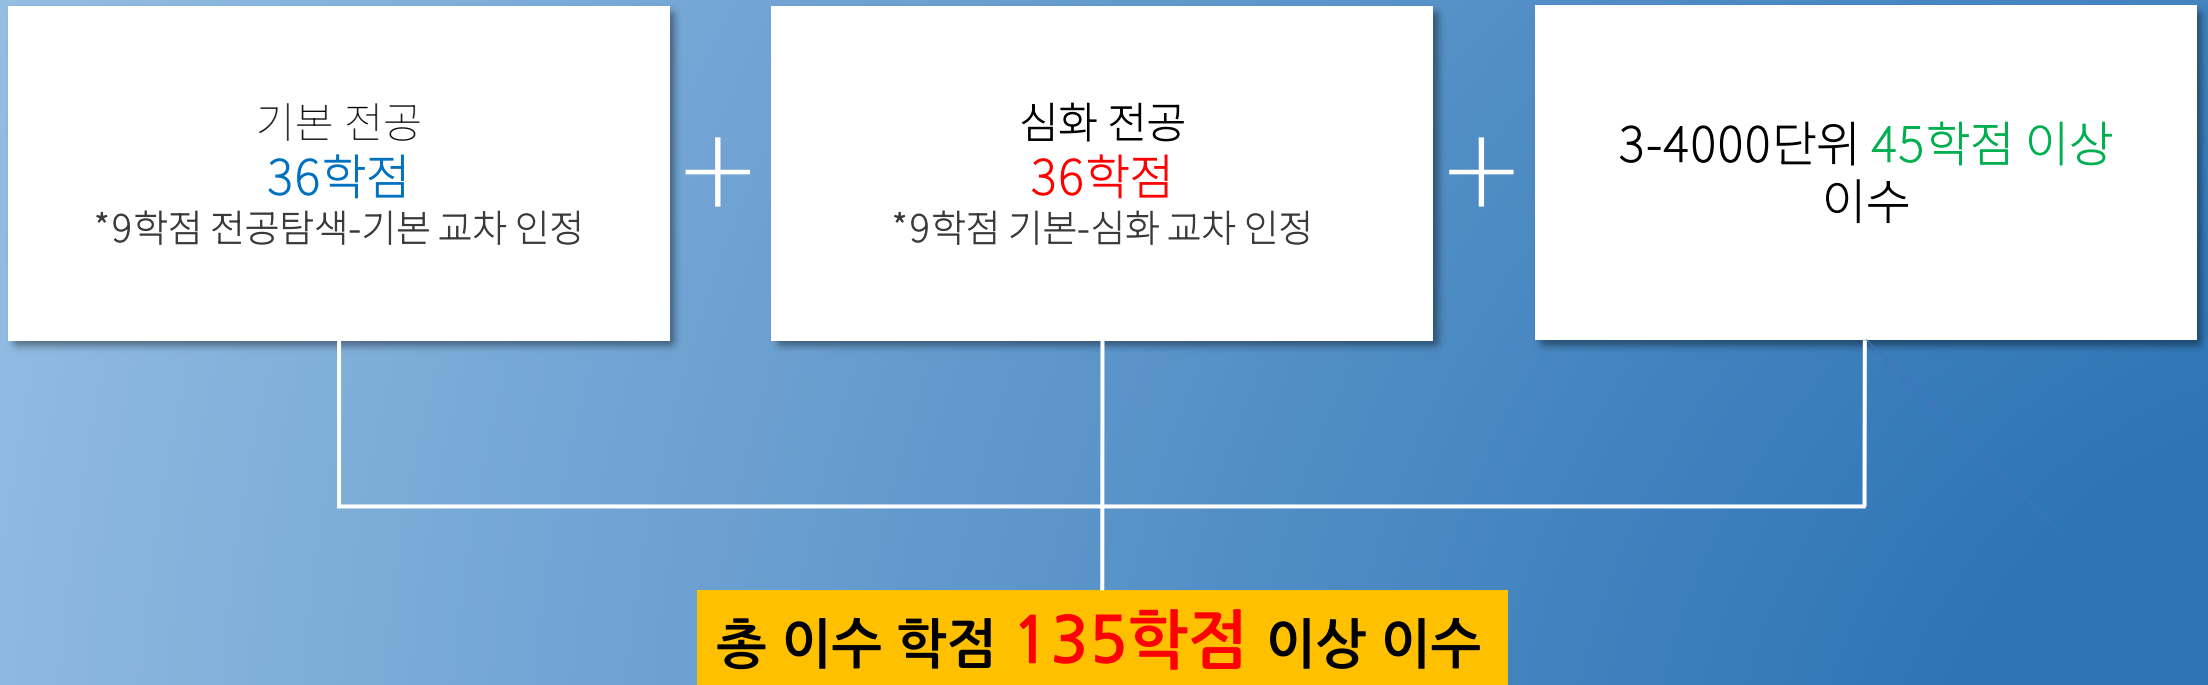 기본 전공
36학점
*9학점 전공탐색-기본 교차 인정
+
심화 전공
36학점
*9학점 기본-심화 교차 인정
+
3-4000단위 45학점 이상
이수
총 이수 학점 135학점 이상 이수